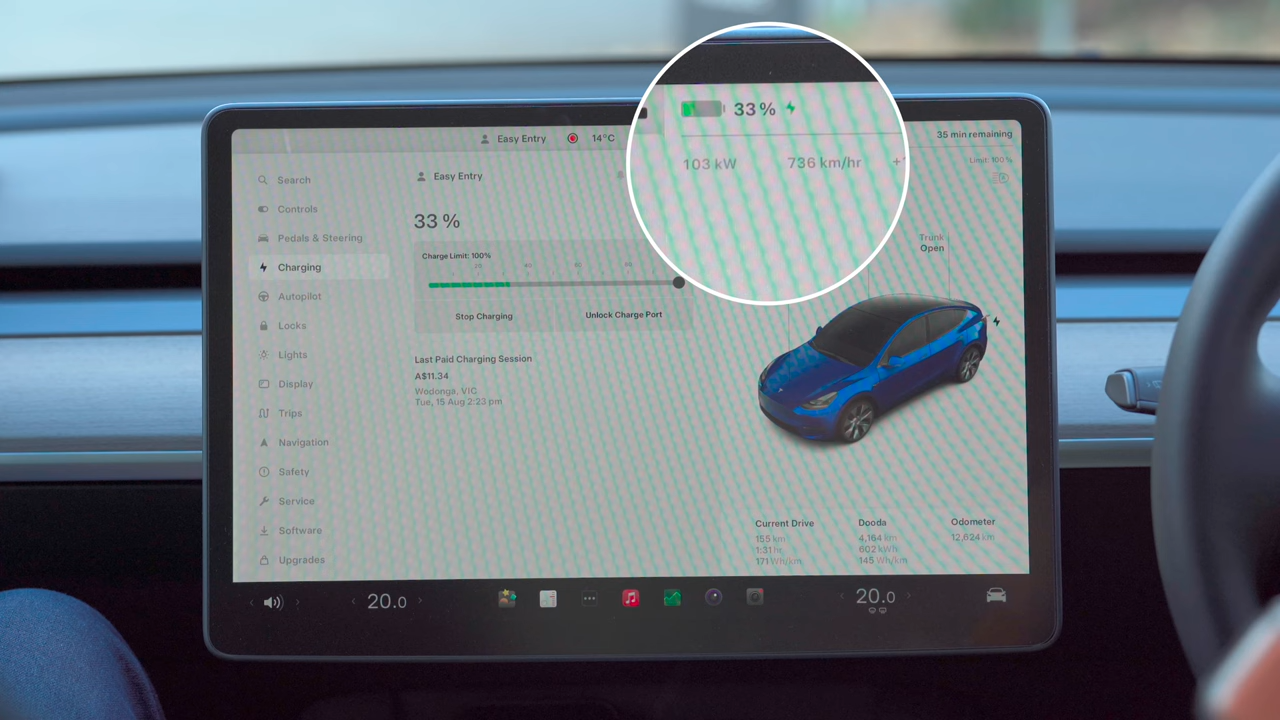 33%
103 kW 736 km/hr
Easy Entry 14°C 35 min remaining
Limit: 100%
Search
Controls
Pedals & Steering
Charging
Autopilot
Locks
Lights
Display
Trips
Navigation
Safety
Service
Software
Upgrades
Easy Entry
33 %
Charge Limit: 100%
20 40 60 80
Stop Charging Unlock Charge Port
Last Paid Charging Session
A$11.34
Wodonga, VIC
Tue, 15 Aug 2:23 pm
Trunk
Open
Current Drive Dooda Odometer
155 km 4,164 km 12,624 km
1:31 hr 602 kWh
171 Wh/km 145 Wh/km
20.0 20.0